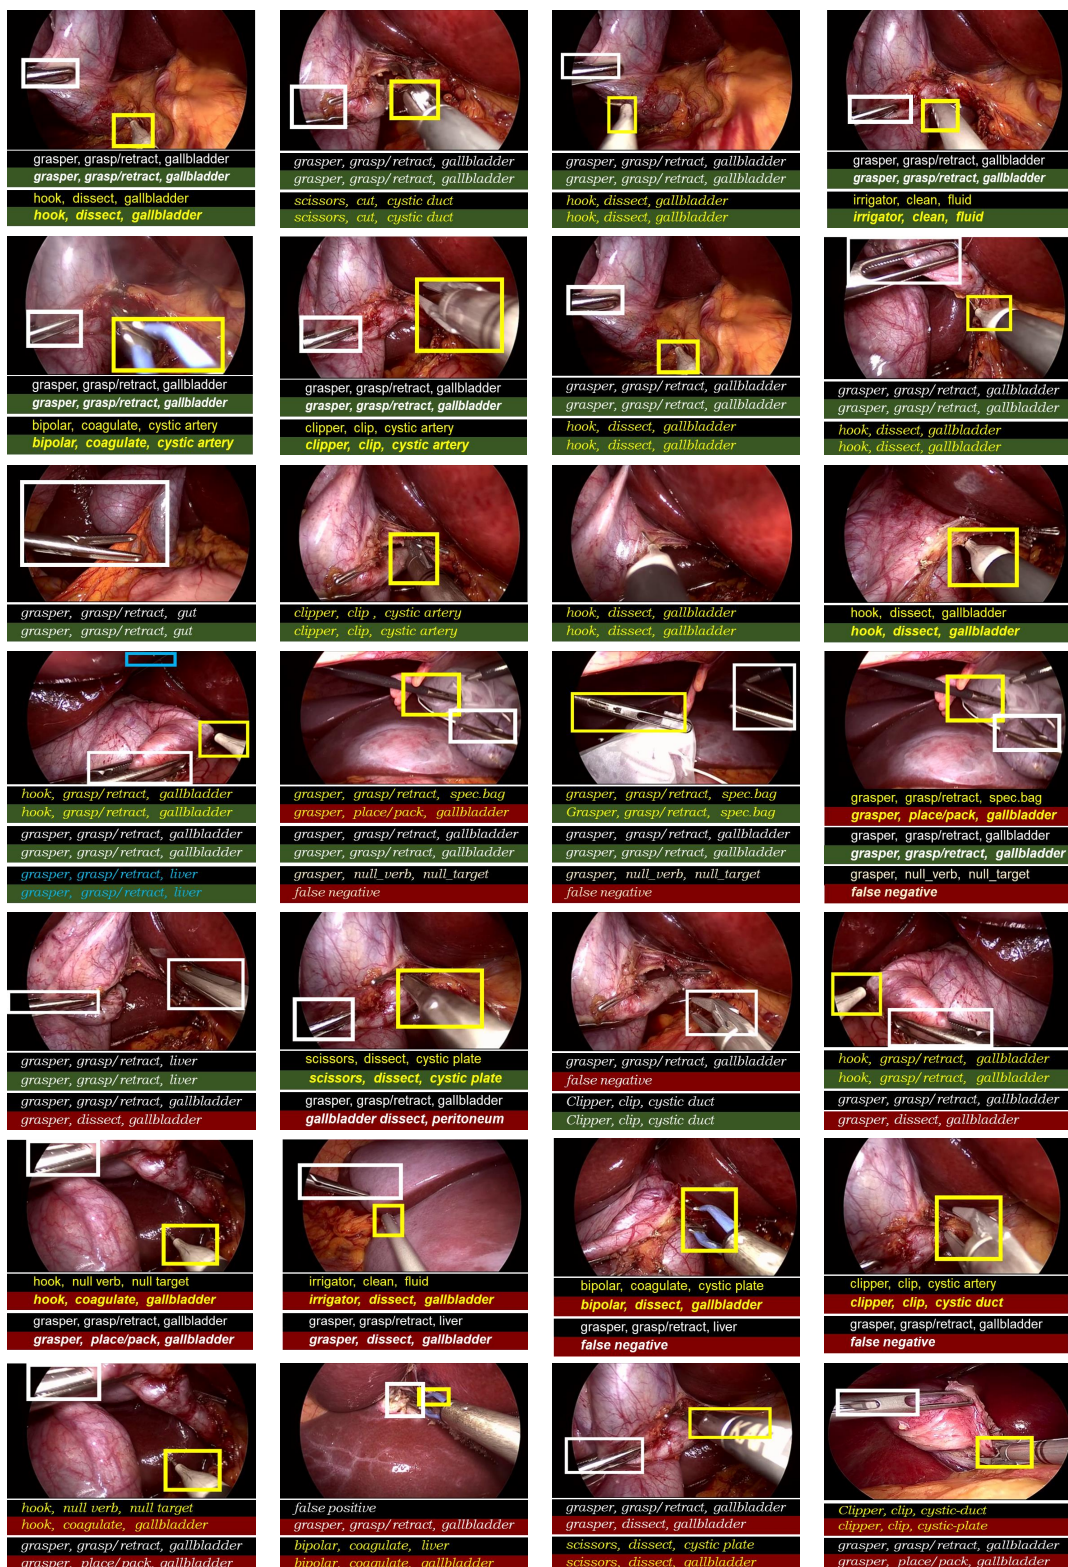 grasper, grasp/retract, gallbladder
grasper, grasp/retract, gallbladder
hook, dissect, gallbladder
hook, dissect, gallbladder
grasper, grasp/retract, gallbladder
grasper, grasp/retract, gallbladder
scissors, cut, cystic duct
scissors, cut, cystic duct
grasper, grasp/retract, gallbladder
grasper, grasp/retract, gallbladder
hook, dissect, gallbladder
hook, dissect, gallbladder
grasper, grasp/retract, gallbladder
grasper, grasp/retract, gallbladder
irrigator, clean, fluid
irrigator, clean, fluid
grasper, grasp/retract, gallbladder
grasper, grasp/retract, gallbladder
bipolar, coagulate, cystic artery
bipolar, coagulate, cystic artery
grasper, grasp/retract, gallbladder
grasper, grasp/retract, gallbladder
clipper, clip, cystic artery
clipper, clip, cystic artery
grasper, grasp/retract, gallbladder
grasper, grasp/retract, gallbladder
hook, dissect, gallbladder
hook, dissect, gallbladder
grasper, grasp/retract, gallbladder
grasper, grasp/retract, gallbladder
hook, dissect, gallbladder
hook, dissect, gallbladder
grasper, grasp/retract, gut
grasper, grasp/retract, gut
clipper, clip , cystic artery
clipper, clip, cystic artery
hook, dissect, gallbladder
hook, dissect, gallbladder
hook, dissect, gallbladder
hook, dissect, gallbladder
hook, grasp/retract, gallbladder
hook, grasp/retract, gallbladder
grasper, grasp/retract, gallbladder
grasper, grasp/retract, gallbladder
grasper, grasp/retract, liver
grasper, grasp/retract, liver
grasper, grasp/retract, spec.bag
grasper, place/pack, gallbladder
grasper, grasp/retract, gallbladder
grasper, grasp/retract, gallbladder
grasper, null_verb, null_target
false negative
grasper, grasp/retract, spec.bag
Grasper, grasp/retract, spec.bag
grasper, grasp/retract, gallbladder
grasper, grasp/retract, gallbladder
grasper, null_verb, null_target
false negative
grasper, grasp/retract, spec.bag
grasper, place/pack, gallbladder
grasper, grasp/retract, gallbladder
grasper, grasp/retract, gallbladder
grasper, null_verb, null_target
false negative
grasper, grasp/retract, liver
grasper, grasp/retract, liver
grasper, grasp/retract, gallbladder
grasper, dissect, gallbladder
scissors, dissect, cystic plate
scissors, dissect, cystic plate
grasper, grasp/retract, gallbladder
gallbladder dissect, peritoneum
grasper, grasp/retract, gallbladder
false negative
Clipper, clip, cystic duct
Clipper, clip, cystic duct
hook, grasp/retract, gallbladder
hook, grasp/retract, gallbladder
grasper, grasp/retract, gallbladder
grasper, dissect, gallbladder
hook, null verb, null target
hook, coagulate, gallbladder
grasper, grasp/retract, gallbladder
grasper, place/pack, gallbladder
irrigator, clean, fluid
irrigator, dissect, gallbladder
grasper, grasp/retract, liver
grasper, dissect, gallbladder
bipolar, coagulate, cystic plate
bipolar, dissect, gallbladder
grasper, grasp/retract, liver
false negative
clipper, clip, cystic artery
clipper, clip, cystic duct
grasper, grasp/retract, gallbladder
false negative
hook, null verb, null target
hook, coagulate, gallbladder
grasper, grasp/retract, gallbladder
grasper, place/pack, gallbladder
false positive
grasper, grasp/retract, gallbladder
bipolar, coagulate, liver
bipolar, coagulate, gallbladder
grasper, grasp/retract, gallbladder
grasper, dissect, gallbladder
scissors, dissect, cystic plate
scissors, dissect, gallbladder
Clipper, clip, cystic-duct
clipper, clip, cystic-plate
grasper, grasp/retract, gallbladder
grasper, place/pack, gallbladder